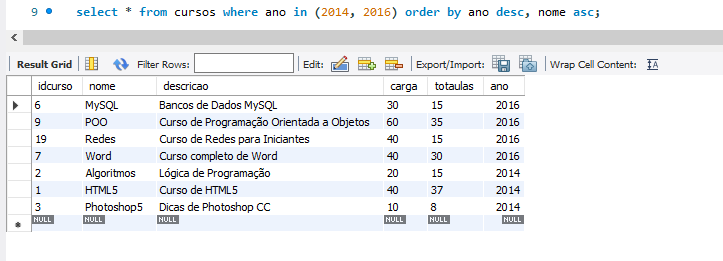 9 select * from cursos where ano in (2014, 2016) order by ano desc, nome asc;
Result Grid Filter Rows: Edit: Export/Import: Wrap Cell Content: IA
idcurso nome descricao carga totaulas ano
6 MySQL Bancos de Dados MySQL 30 15 2016
9 POO Curso de Programação Orientada a Objetos 60 35 2016
19 Redes Curso de Redes para Iniciantes 40 15 2016
7 Word Curso completo de Word 40 30 2016
2 Algoritmos Lógica de Programação 20 15 2014
1 HTML5 Curso de HTML5 40 37 2014
3 Photoshop5 Dicas de Photoshop CC 10 8 2014
NULL NULL NULL NULL NULL NULL